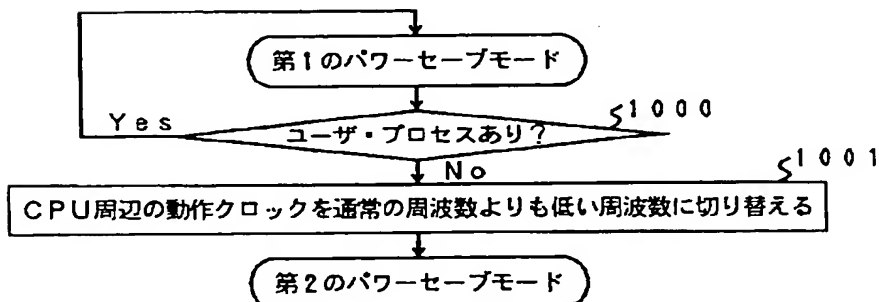 第1のパワーセーブモード
1000
Yes
ユーザ・プロセスあり？
No
1001
CPU周辺の動作クロックを通常の周波数よりも低い周波数に切り替える
第2のパワーセーブモード